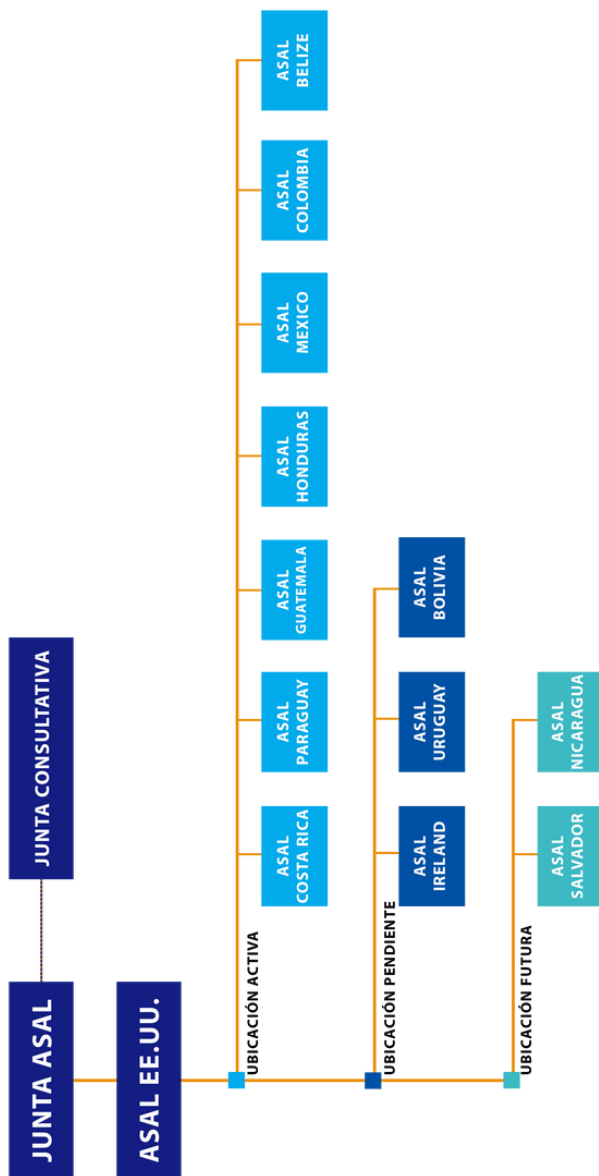 JUNTA ASAL
JUNTA CONSULTATIVA
ASAL EE.UU.
UBICACIÓN ACTIVA
ASAL
COSTA RICA
ASAL
PARAGUAY
ASAL
GUATEMALA
ASAL
HONDURAS
ASAL
MEXICO
ASAL
COLOMBIA
ASAL
BELIZE
UBICACIÓN PENDIENTE
ASAL
IRELAND
ASAL
URUGUAY
ASAL
BOLIVIA
UBICACIÓN FUTURA
ASAL
SALVADOR
ASAL
NICARAGUA